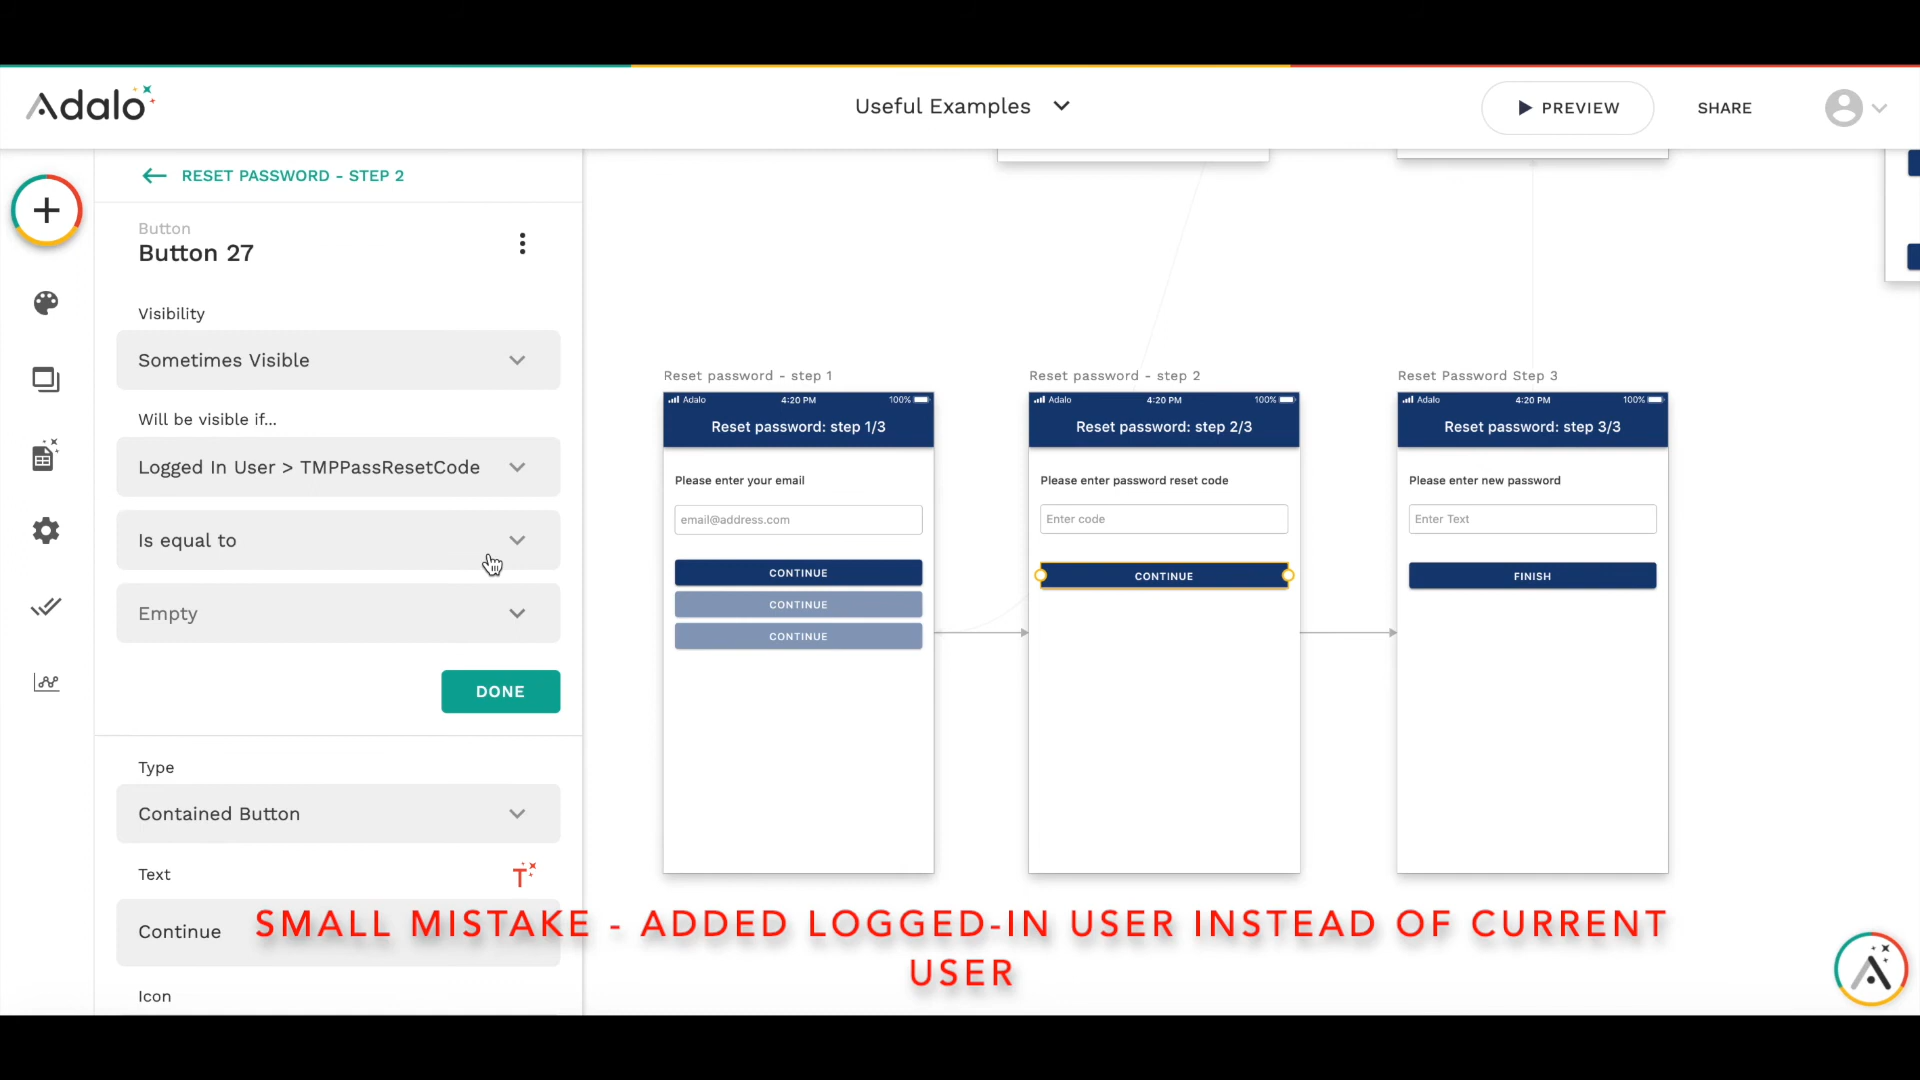 Adalo
Useful Examples
PREVIEW
SHARE
RESET PASSWORD - STEP 2
Button
Button 27
Visibility
Sometimes Visible
Will be visible if...
Logged In User > TMPPassResetCode
Is equal to
Empty
DONE
Type
Contained Button
Text
T
Continue
Icon
Reset password - step 1
Adalo 4:20 PM 100%
Reset password: step 1/3
Please enter your email
email@address.com
CONTINUE
CONTINUE
CONTINUE
Reset password - step 2
Adalo 4:20 PM 100%
Reset password: step 2/3
Please enter password reset code
Enter code
CONTINUE
Reset Password Step 3
Adalo 4:20 PM 100%
Reset password: step 3/3
Please enter new password
Enter Text
FINISH
SMALL MISTAKE - ADDED LOGGED-IN USER INSTEAD OF CURRENT
USER